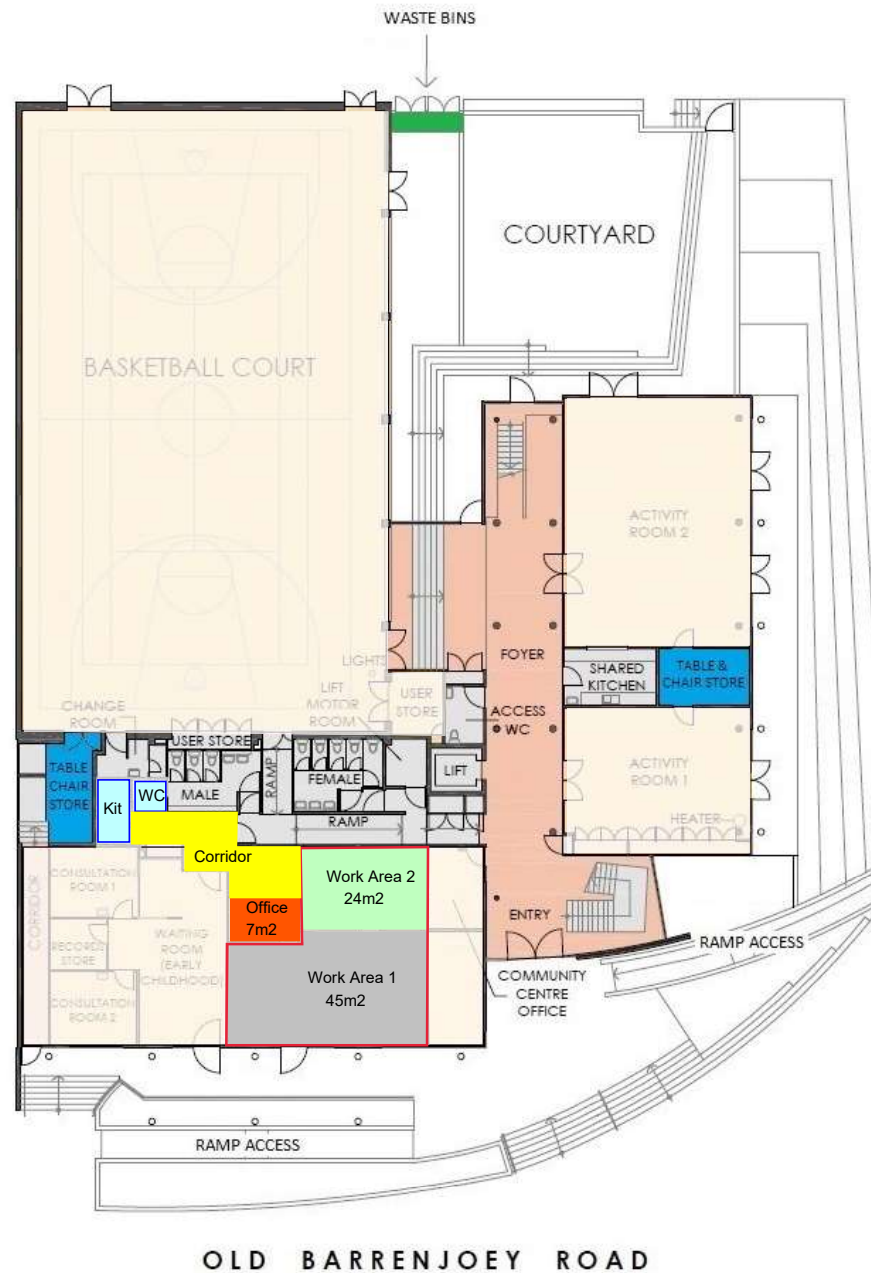 WASTE BINS
COURTYARD
BASKETBALL COURT
ACTIVITY
ROOM 2
FOYER
LIGHTS
SHARED
KITCHEN
TABLE &
CHAIR STORE
LIFT
MOTOR
ROOM
USER
STORE
ACCESS
WC
CHANGE
ROOM
USER STORE
TABLE
CHAIR
STORE
Kit
WC
MALE
RAMP
FEMALE
LIFT
ACTIVITY
ROOM 1
HEATER
RAMP
Corridor
CONSULTATION
ROOM 1
Work Area 2
24m2
Office
7m2
CORRIDOR
WAITING
ROOM
(EARLY
CHILDHOOD)
RECORDS
STORE
ENTRY
RAMP ACCESS
Work Area 1
45m2
COMMUNITY
CENTRE
OFFICE
CONSULTATION
ROOM 2
RAMP ACCESS
OLD BARRENJOEY ROAD